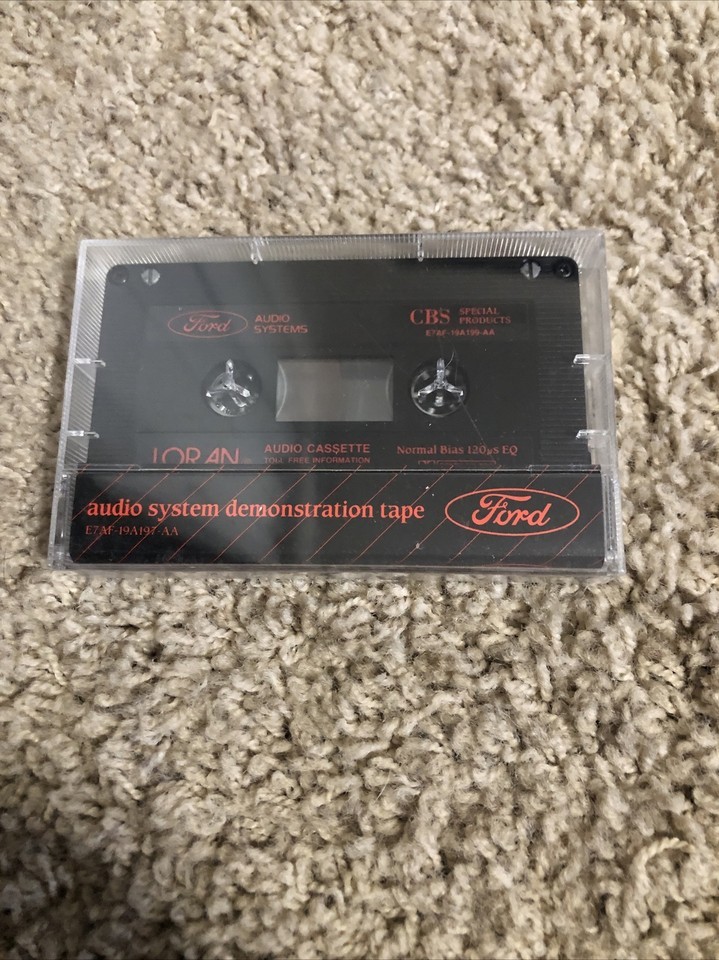 Ford
AUDIO
SYSTEMS
CBS SPECIAL
PRODUCTS
E7AF-19A199-AA
LORAN
AUDIO CASSETTE
TOLL FREE INFORMATION
Normal Bias 120µs EQ
audio system demonstration tape
E7AF-19A197-AA
Ford